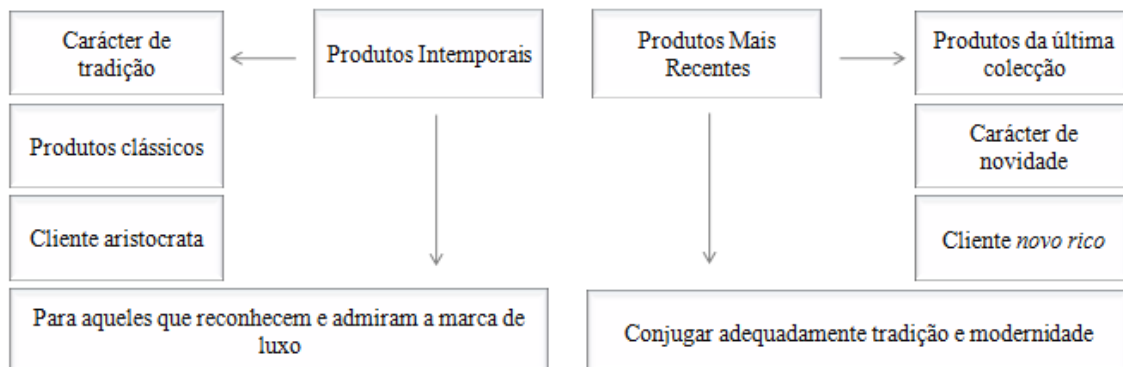 Carácter de
tradição
Produtos Intemporais
Produtos Mais
Recentes
Produtos da última
colecção
Produtos clássicos
Carácter de
novidade
Cliente aristocrata
Cliente novo rico
Para aqueles que reconhecem e admiram a marca de
luxo
Conjugar adequadamente tradição e modernidade